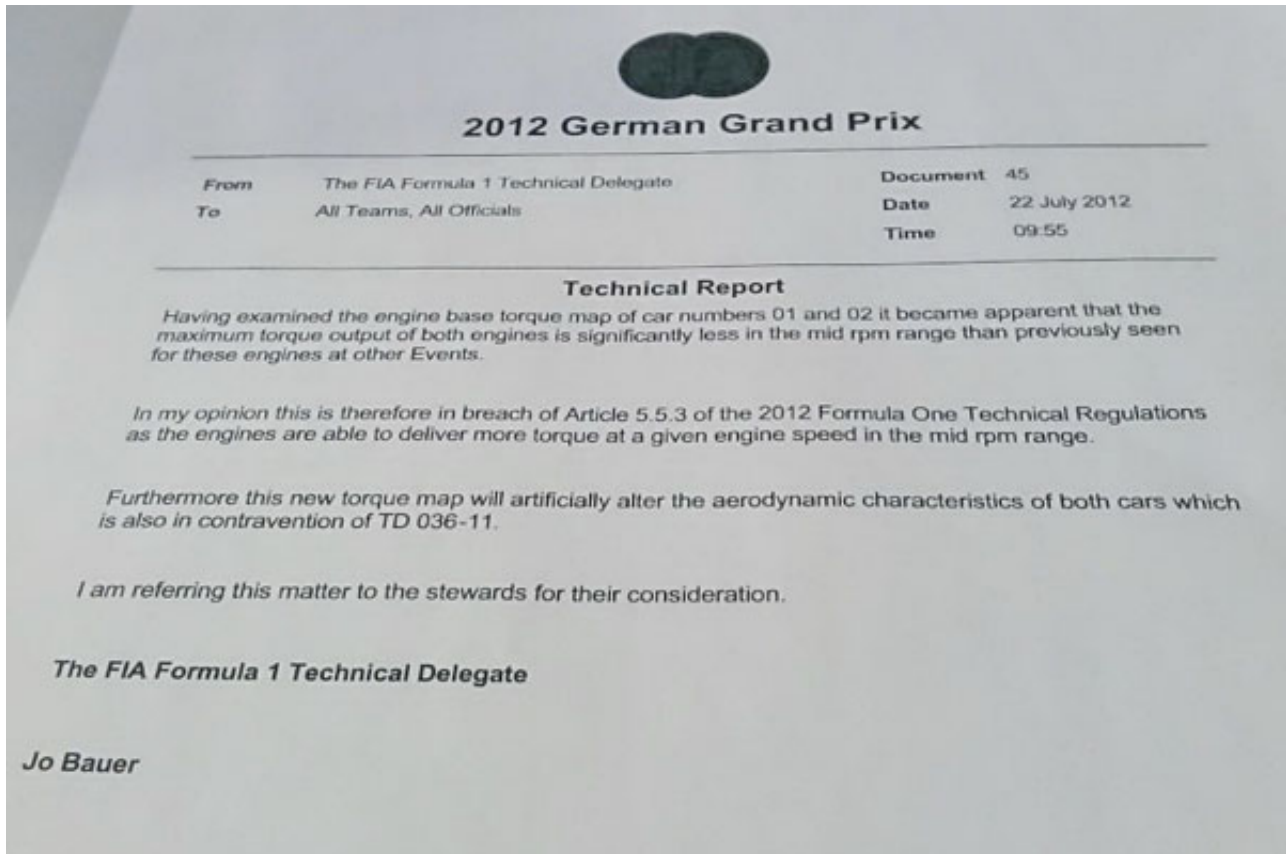 2012 German Grand Prix
From The FIA Formula 1 Technical Delegate Document 45
To All Teams, All Officials Date 22 July 2012
Time 09:55
Technical Report
Having examined the engine base torque map of car numbers 01 and 02 it became apparent that the
maximum torque output of both engines is significantly less in the mid rpm range than previously seen
for these engines at other Events.
In my opinion this is therefore in breach of Article 5.5.3 of the 2012 Formula One Technical Regulations
as the engines are able to deliver more torque at a given engine speed in the mid rpm range.
Furthermore this new torque map will artificially alter the aerodynamic characteristics of both cars which
is also in contravention of TD 036-11.
I am referring this matter to the stewards for their consideration.
The FIA Formula 1 Technical Delegate
Jo Bauer